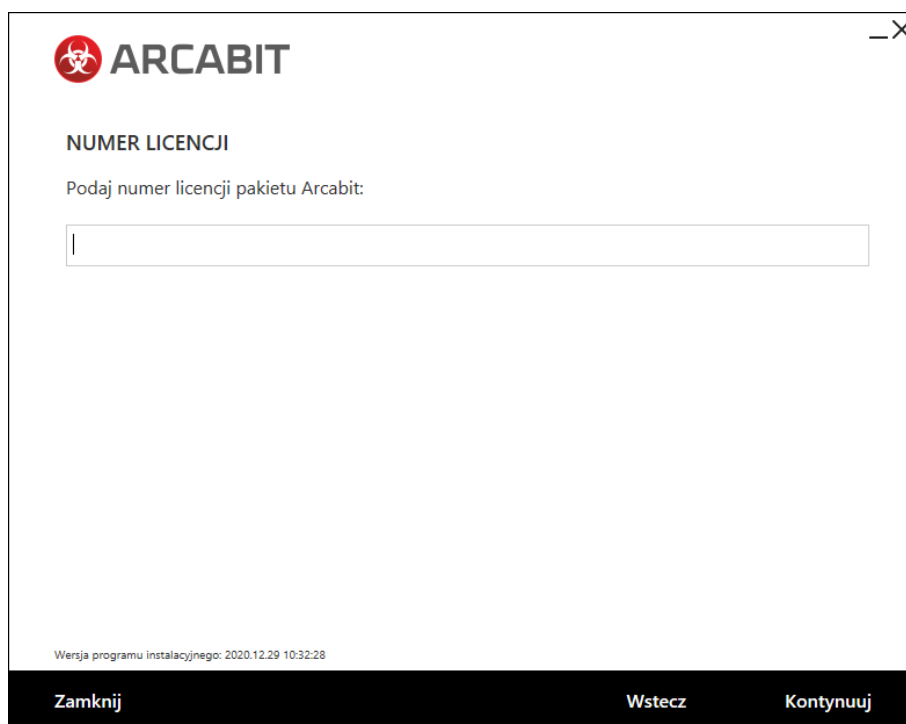 ARCABIT
NUMER LICENCJI
Podaj numer licencji pakietu Arcabit:
Wersja programu instalacyjnego: 2020.12.29 10:32:28
Zamknij Wstecz Kontynuuj